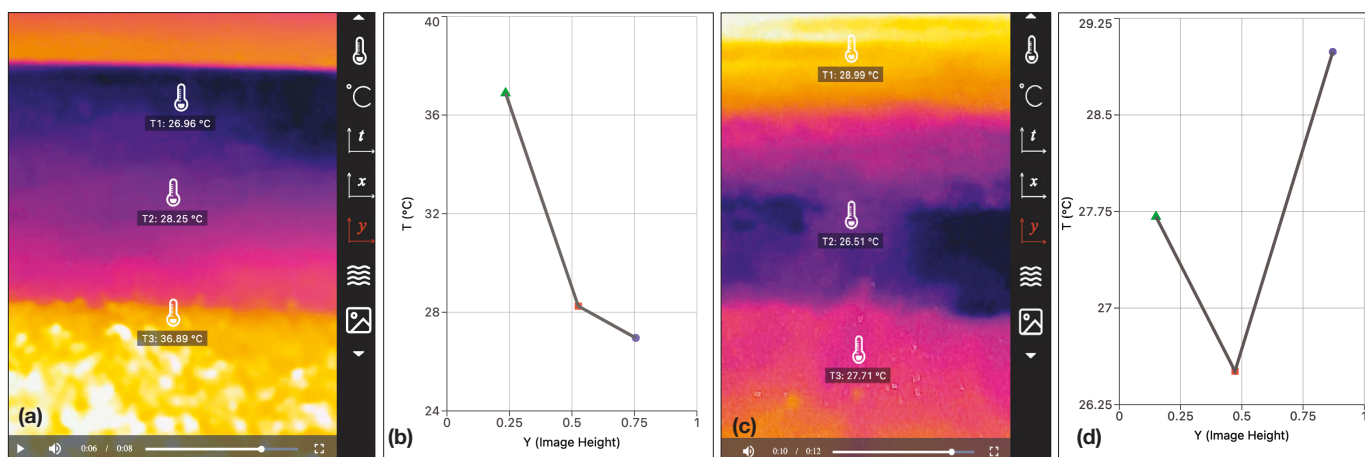 T1: 26.96 °C
T2: 28.25 °C
T3: 36.89 °C
(a)
0:06 / 0:08
°C
t
x
y
40
36
32
28
24
T (°C)
0
0.25
0.5
0.75
1
Y (Image Height)
(b)
T1: 28.99 °C
T2: 26.51 °C
T3: 27.71 °C
(c)
0:10 / 0:12
°C
t
x
y
29.25
28.5
27.75
27
26.25
T (°C)
0
0.25
0.5
0.75
1
Y (Image Height)
(d)